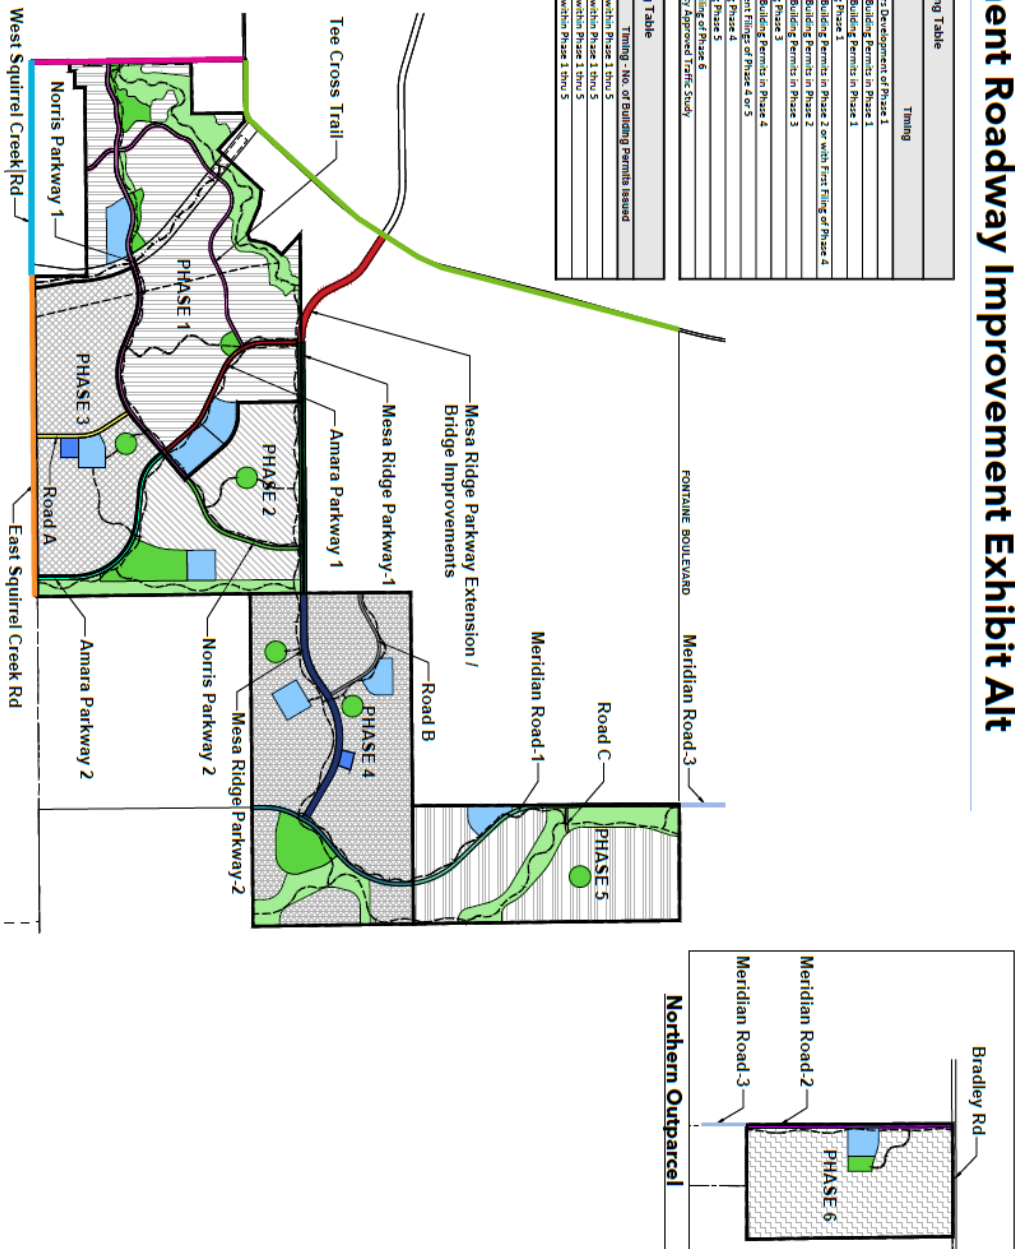 ent Roadway Improvement Exhibit Alt
ng Table
Timing
rs Development of Phase 1
Building Permits in Phase 1
Building Permits in Phase 1
g Phase 1
Building Permits in Phase 2 or with First Filing of Phase 4
Building Permits in Phase 2
Building Permits in Phase 3
g Phase 3
Building Permits in Phase 4
ent Filings of Phase 4 or 5
g Phase 4
g Phase 5
iling of Phase 6
y Approved Traffic Study
g Table
Timing - No. of Building Permits Issued
within Phase 1 thru 5
within Phase 1 thru 5
within Phase 1 thru 5
within Phase 1 thru 5
Tee Cross Trail
Norris Parkway 1
West Squirrel Creek Rd
PHASE 1
PHASE 2
PHASE 3
PHASE 4
PHASE 5
FONTAINE BOULEVARD
Meridian Road-3
Mesa Ridge Parkway Extension /
Bridge Improvements
Mesa Ridge Parkway-1
Amara Parkway 1
Road A
East Squirrel Creek Rd
Amara Parkway 2
Norris Parkway 2
Mesa Ridge Parkway-2
Road B
Meridian Road-1
Road C
Bradley Rd
Meridian Road-2
Meridian Road-3
PHASE 6
Northern Outparcel